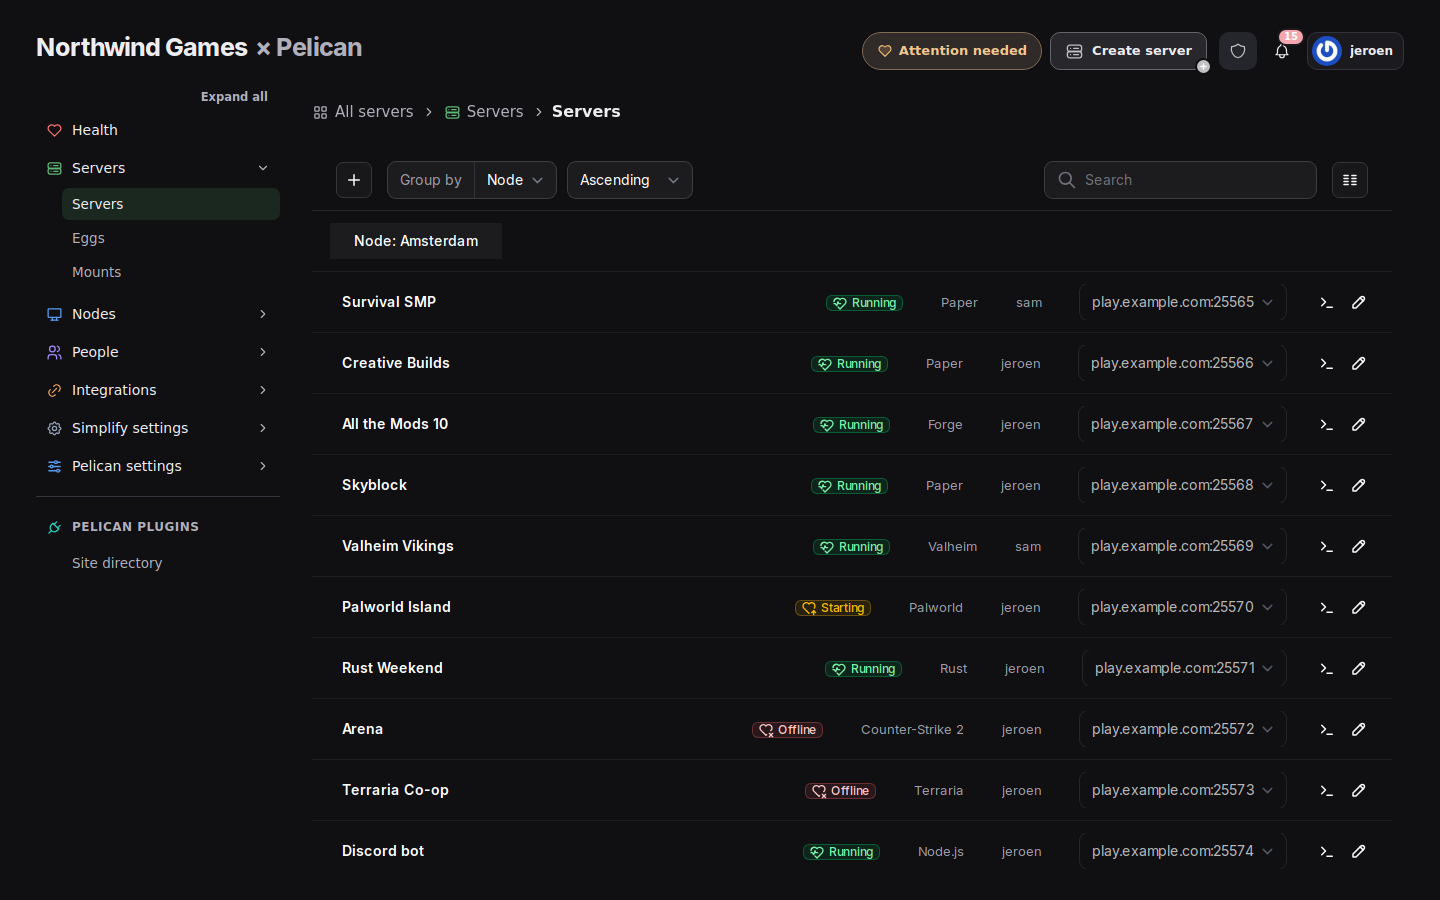 Northwind Games × Pelican
Attention needed
Create server
15
jeroen
Expand all
Health
Servers
Servers
Eggs
Mounts
Nodes
People
Integrations
Simplify settings
Pelican settings
PELICAN PLUGINS
Site directory
All servers > Servers > Servers
Group by Node Ascending Search
Node: Amsterdam
Survival SMP Running Paper sam play.example.com:25565
Creative Builds Running Paper jeroen play.example.com:25566
All the Mods 10 Running Forge jeroen play.example.com:25567
Skyblock Running Paper jeroen play.example.com:25568
Valheim Vikings Running Valheim sam play.example.com:25569
Palworld Island Starting Palworld jeroen play.example.com:25570
Rust Weekend Running Rust jeroen play.example.com:25571
Arena Offline Counter-Strike 2 jeroen play.example.com:25572
Terraria Co-op Offline Terraria jeroen play.example.com:25573
Discord bot Running Node.js jeroen play.example.com:25574